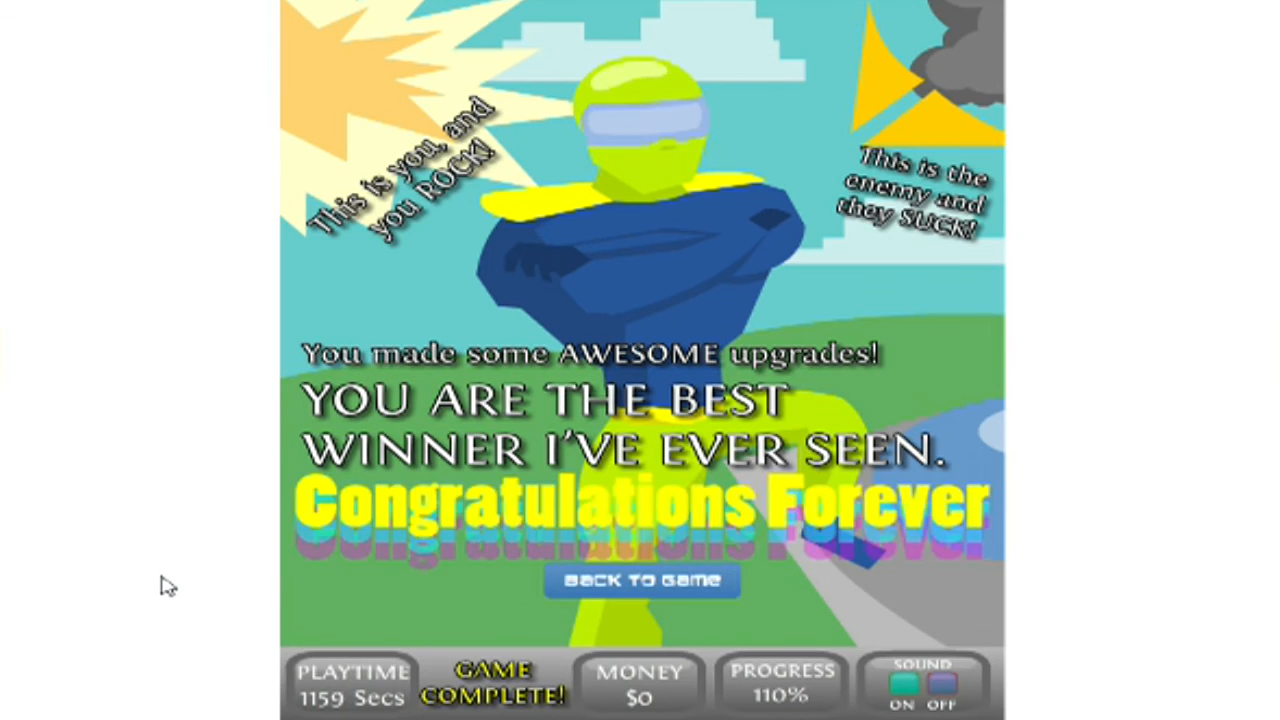 This is you, and
you ROCK!
This is the
enemy and
they SUCK!
You made some AWESOME upgrades!
YOU ARE THE BEST
WINNER I'VE EVER SEEN.
Congratulations Forever
BACK TO GAME
PLAYTIME
1159 Secs
GAME
COMPLETE!
MONEY
$0
PROGRESS
110%
SOUND
ON OFF